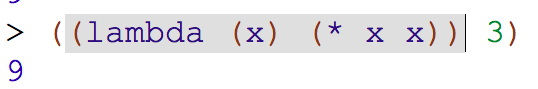 > ((lambda (x) (* x x)) 3)
9